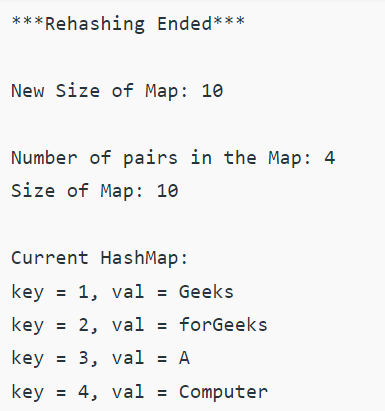 ***Rehashing Ended***
New Size of Map: 10
Number of pairs in the Map: 4
Size of Map: 10
Current HashMap:
key = 1, val = Geeks
key = 2, val = forGeeks
key = 3, val = A
key = 4, val = Computer